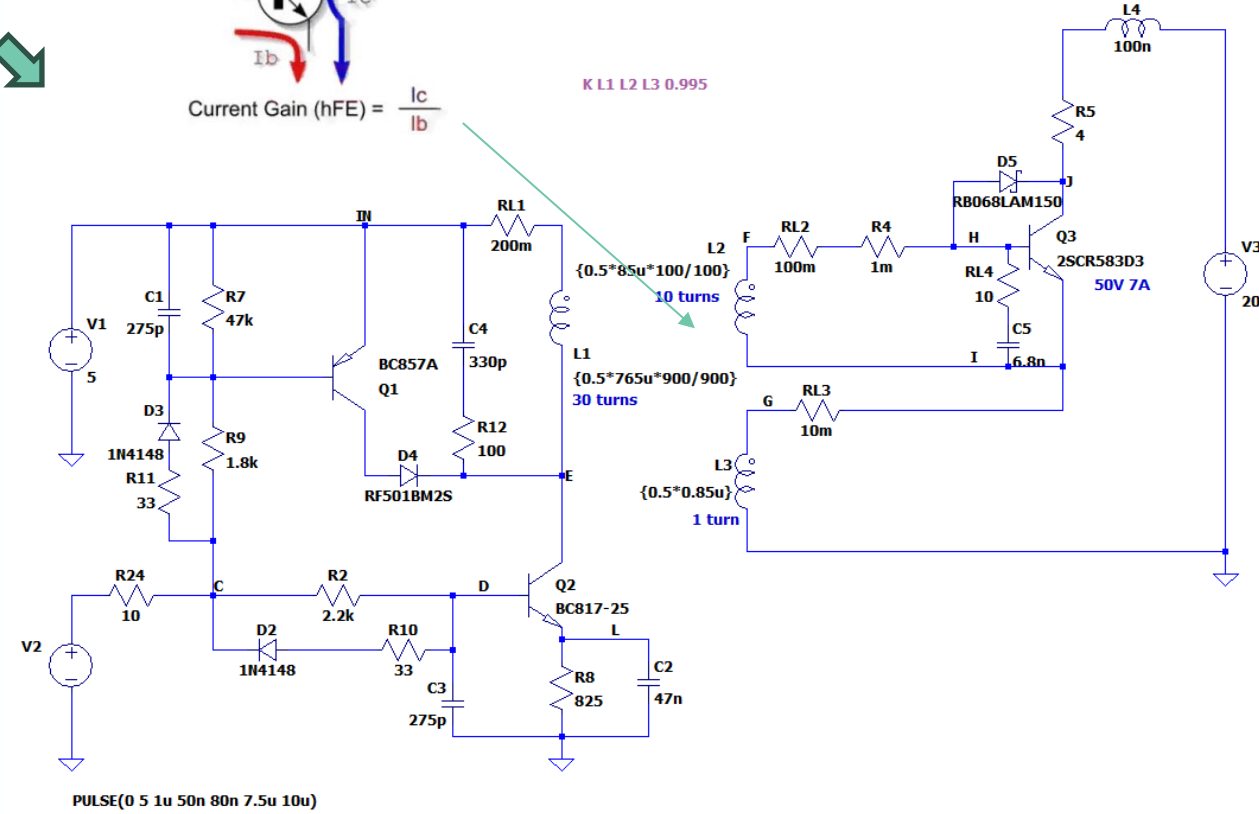 Ic
Ib
Current Gain (hFE) = Ic
Ib
K L1 L2 L3 0.995
L4
100n
R5
4
D5
J
RB068LAM150
IN
RL1
200m
L2
F
RL2
100m
R4
1m
H
Q3
2SCR583D3
50V 7A
V3
20
{0.5*85u*100/100}
10 turns
RL4
10
C1
275p
R7
47k
V1
5
C4
330p
L1
{0.5*765u*900/900}
30 turns
C5
6.8n
I
BC857A
Q1
G
RL3
10m
D3
1N4148
R11
33
R9
1.8k
R12
100
D4
RF501BM2S
E
L3
{0.5*0.85u}
1 turn
R24
10
C
R2
2.2k
D
Q2
BC817-25
L
V2
D2
1N4148
R10
33
C3
275p
R8
825
C2
47n
PULSE(0 5 1u 50n 80n 7.5u 10u)